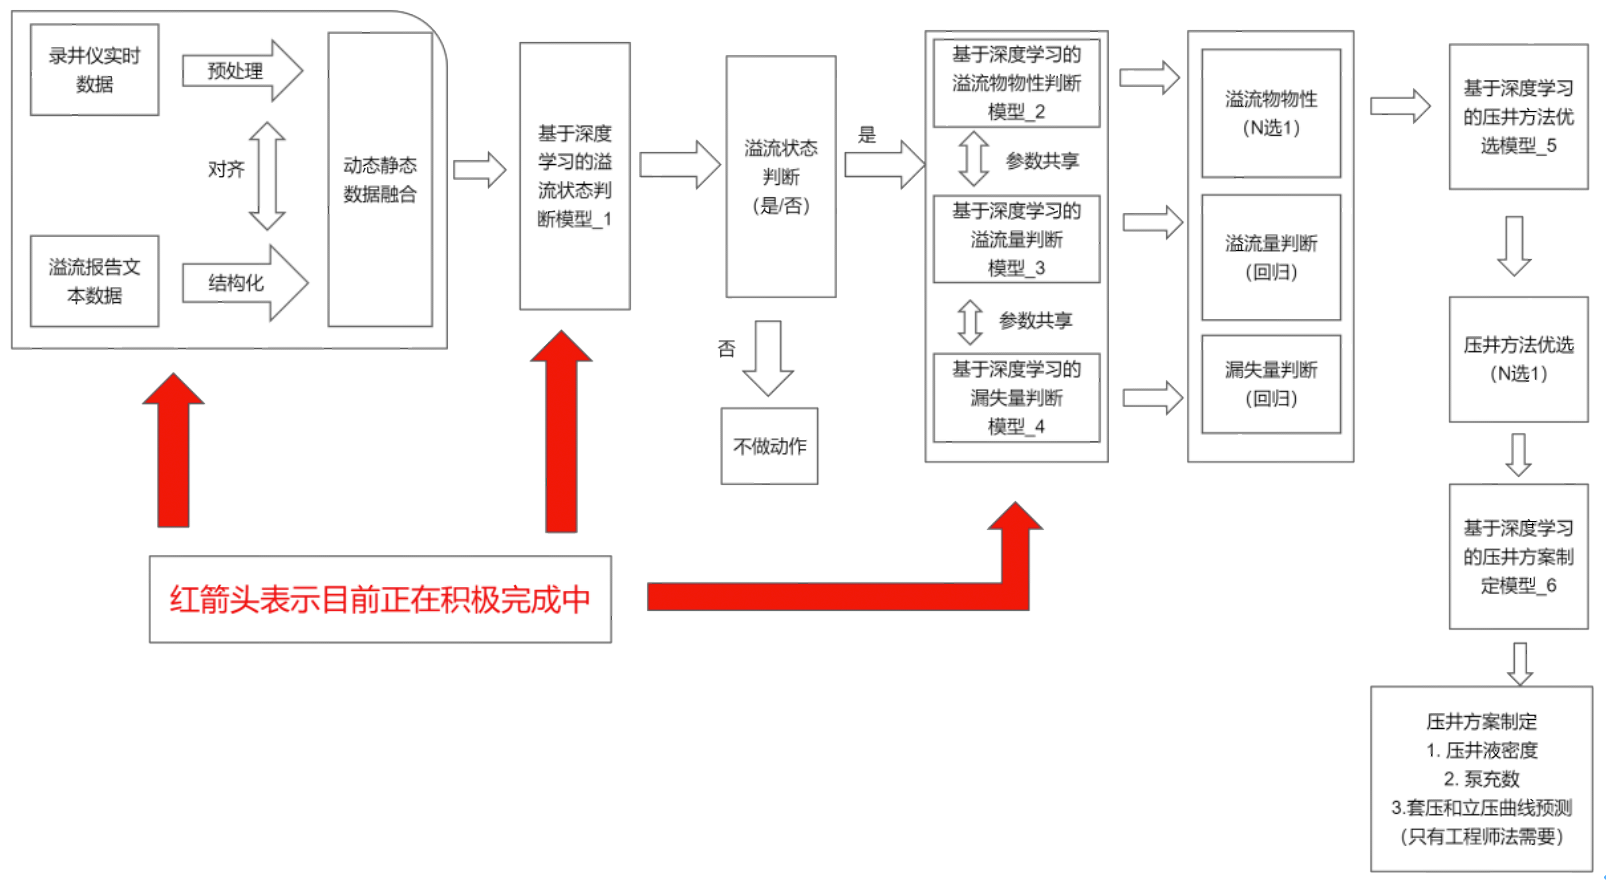 录井仪实时
数据
预处理
对齐
溢流报告文
本数据
结构化
动态静态
数据融合
基于深度
学习的溢
流状态判
断模型_1
溢流状态
判断
（是/否）
是
否
不做动作
基于深度学习的
溢流物物性判断
模型_2
参数共享
基于深度学习的
溢流量判断
模型_3
参数共享
基于深度学习的
漏失量判断
模型_4
溢流物物性
（N选1）
溢流量判断
（回归）
漏失量判断
（回归）
基于深度学习
的压井方法优
选模型_5
压井方法优选
（N选1）
基于深度学习
的压井方案制
定模型_6
压井方案制定
1. 压井液密度
2. 泵充数
3.套压和立压曲线预测
（只有工程师法需要）
红箭头表示目前正在积极完成中